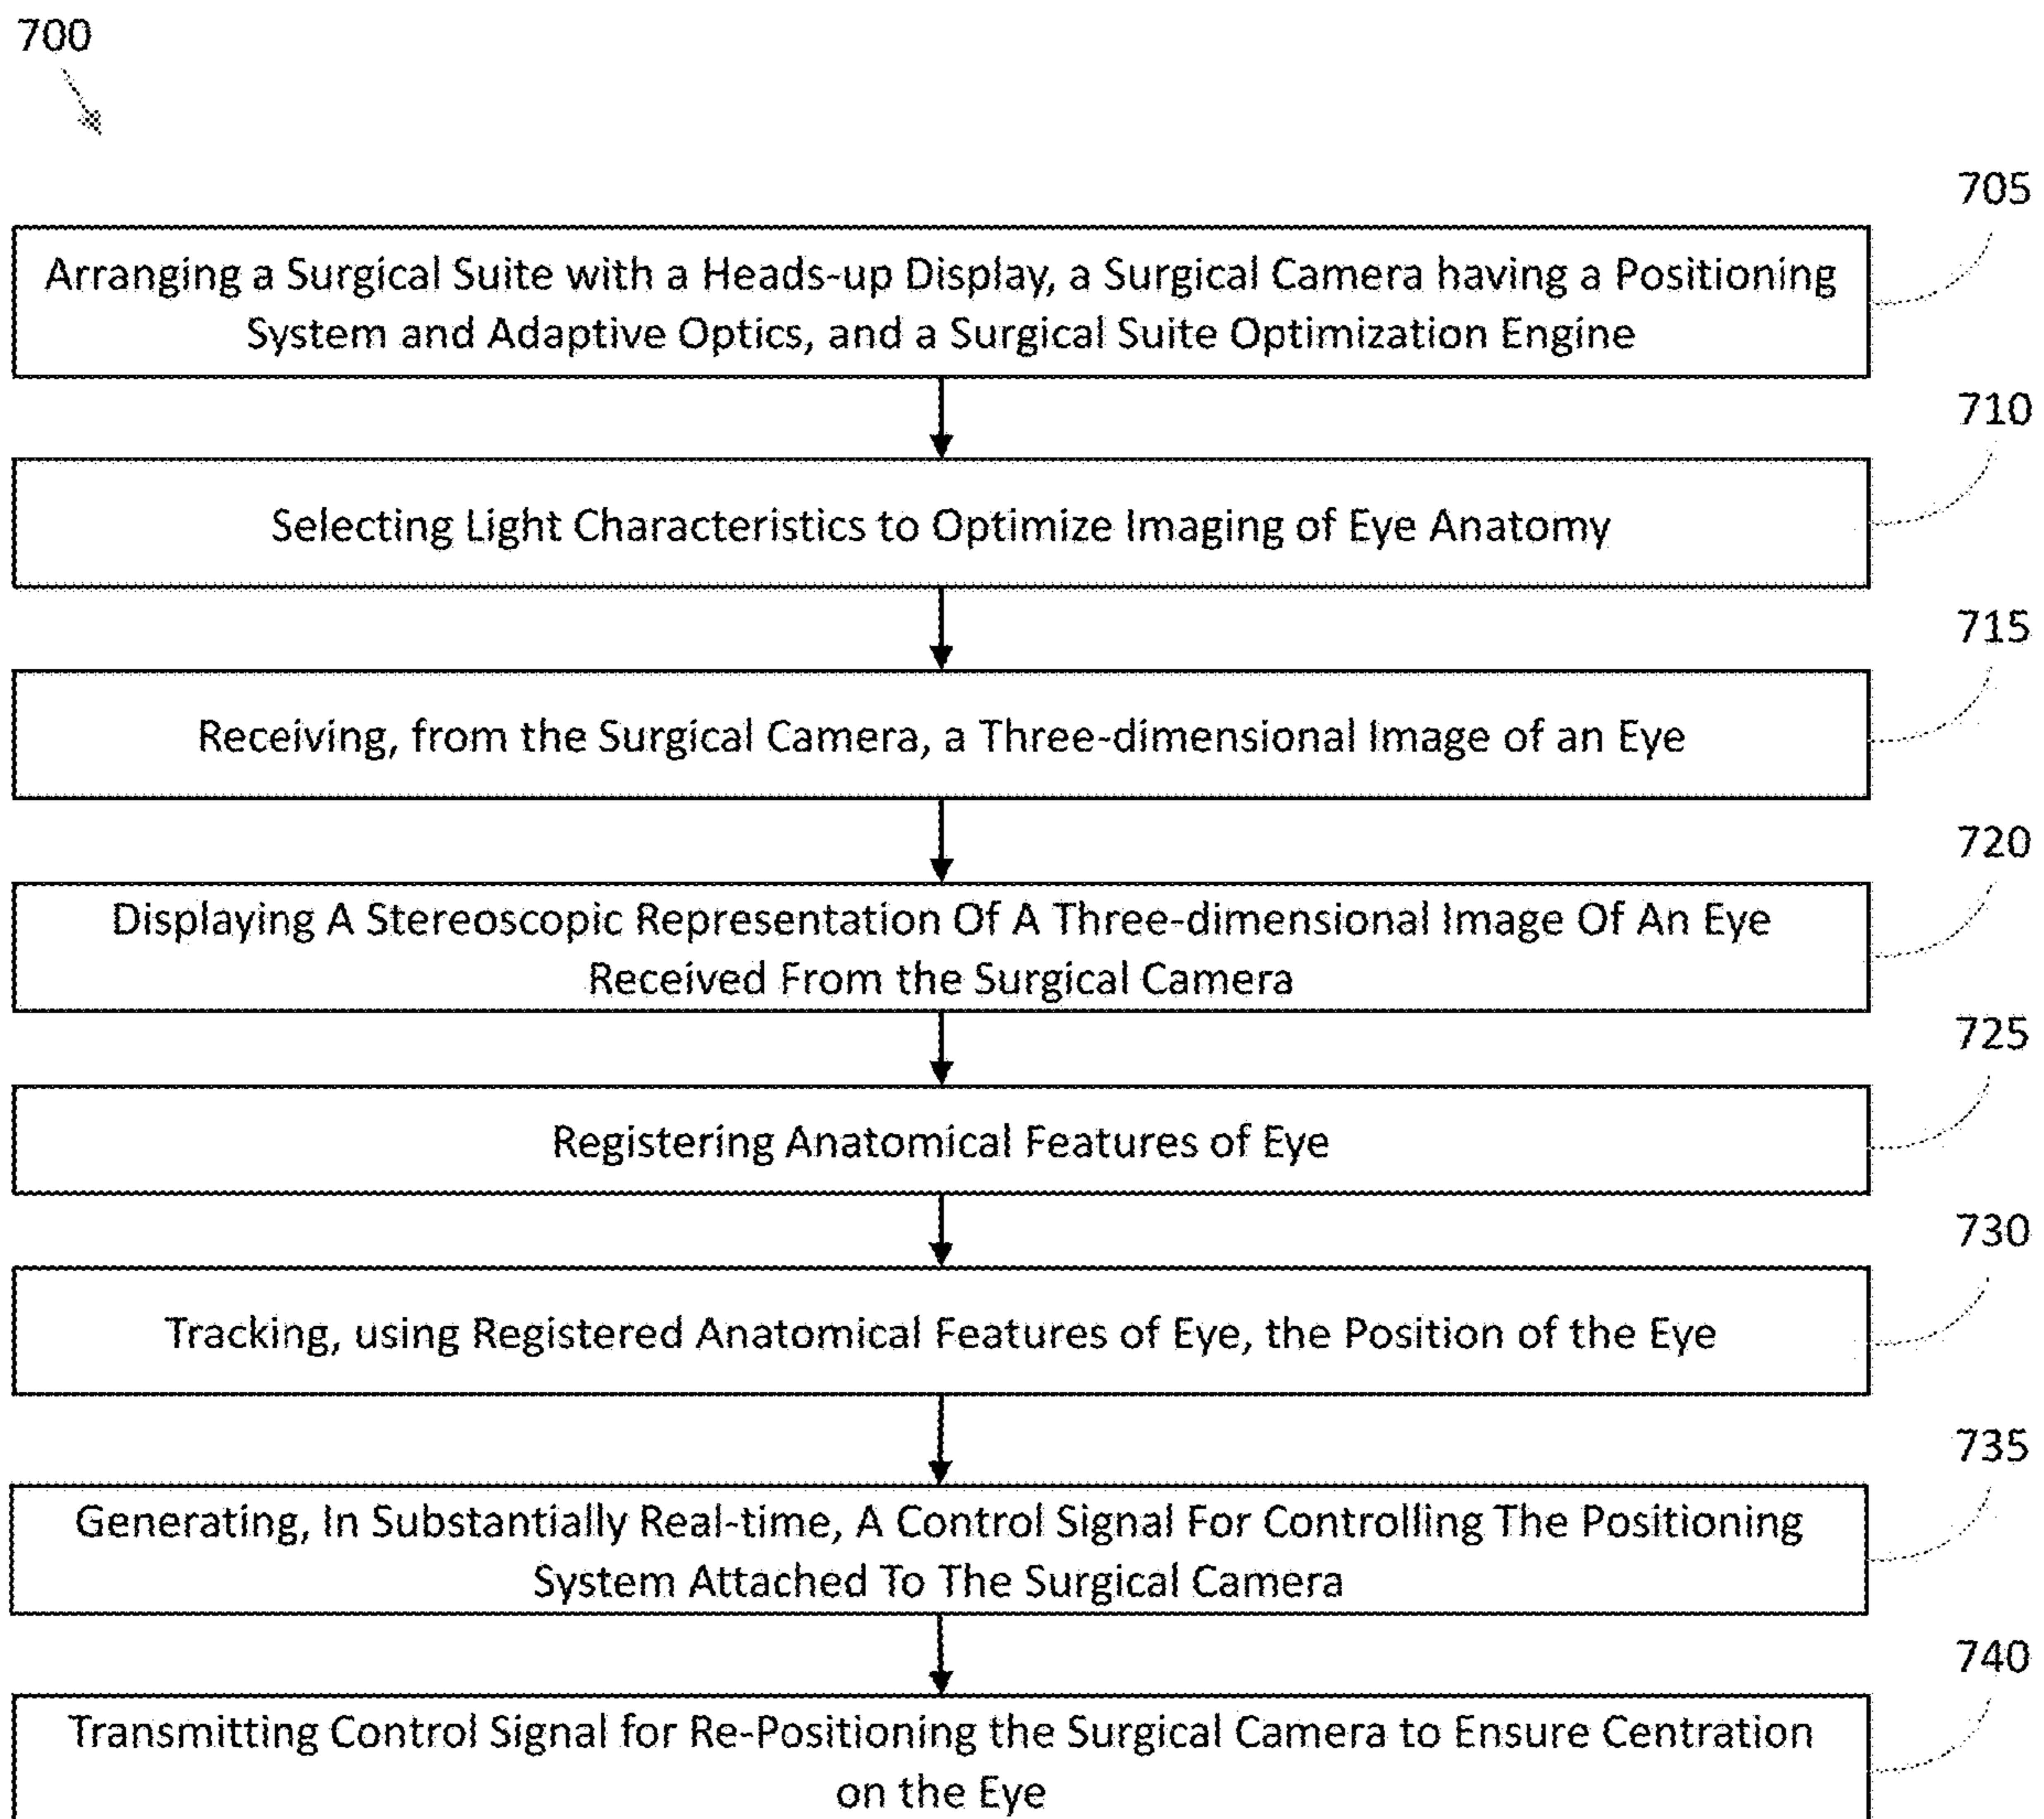 700
705
Arranging a Surgical Suite with a Heads-up Display, a Surgical Camera having a Positioning
System and Adaptive Optics, and a Surgical Suite Optimization Engine
710
Selecting Light Characteristics to Optimize Imaging of Eye Anatomy
715
Receiving, from the Surgical Camera, a Three-dimensional Image of an Eye
720
Displaying A Stereoscopic Representation Of A Three-dimensional Image Of An Eye
Received From the Surgical Camera
725
Registering Anatomical Features of Eye
730
Tracking, using Registered Anatomical Features of Eye, the Position of the Eye
735
Generating, In Substantially Real-time, A Control Signal For Controlling The Positioning
System Attached To The Surgical Camera
740
Transmitting Control Signal for Re-Positioning the Surgical Camera to Ensure Centration
on the Eye